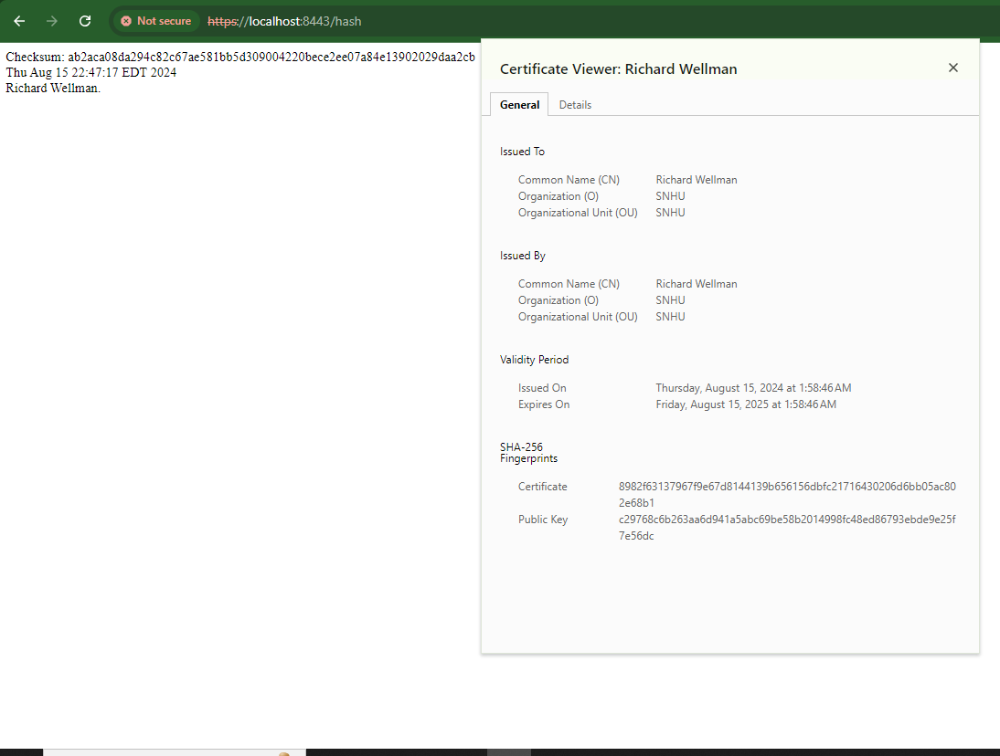 Not secure
https://localhost:8443/hash
Checksum: ab2aca08da294c82c67ae581bb5d309004220bece2ee07a84e13902029daa2cb
Thu Aug 15 22:47:17 EDT 2024
Richard Wellman.
Certificate Viewer: Richard Wellman
General
Details
Issued To
Common Name (CN) Richard Wellman
Organization (O) SNHU
Organizational Unit (OU) SNHU
Issued By
Common Name (CN) Richard Wellman
Organization (O) SNHU
Organizational Unit (OU) SNHU
Validity Period
Issued On Thursday, August 15, 2024 at 1:58:46 AM
Expires On Friday, August 15, 2025 at 1:58:46 AM
SHA-256
Fingerprints
Certificate 8982f63137967f9e67d8144139b656156dbfc21716430206d6bb05ac80
2e68b1
Public Key c29768c6b263aa6d941a5abc69be58b2014998fc48ed86793ebde9e25f
7e56dc